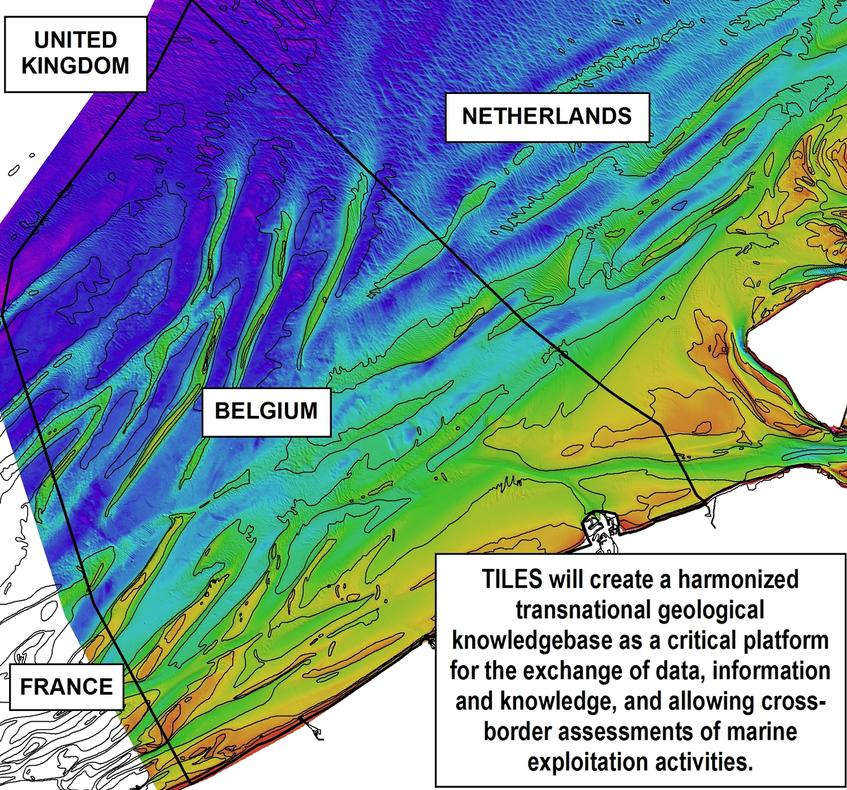 UNITED
KINGDOM
NETHERLANDS
BELGIUM
FRANCE
TILES will create a harmonized
transnational geological
knowledgebase as a critical platform
for the exchange of data, information
and knowledge, and allowing cross-
border assessments of marine
exploitation activities.